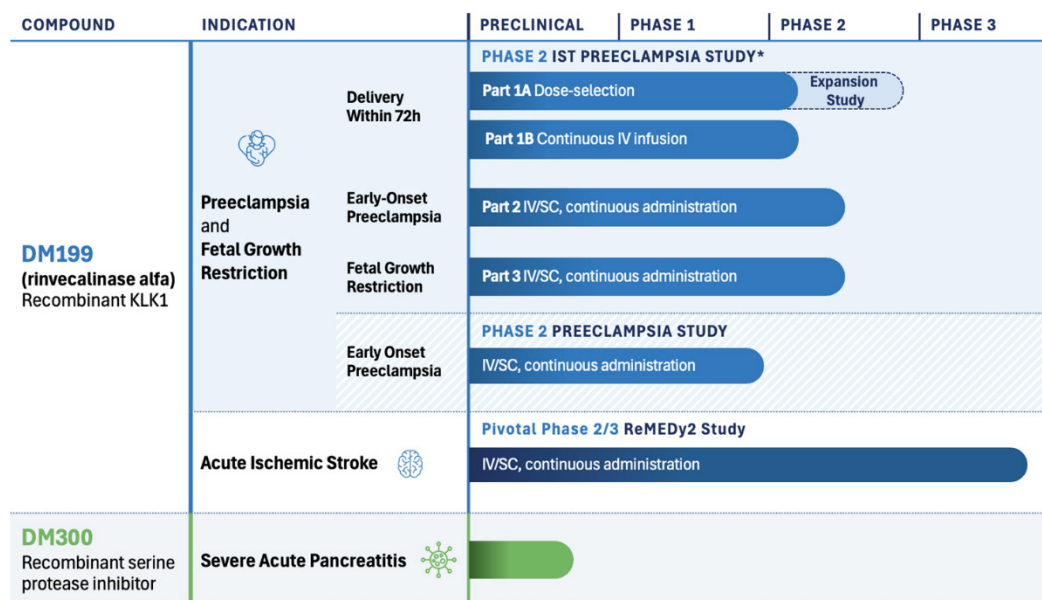 COMPOUND
INDICATION
PRECLINICAL
PHASE 1
PHASE 2
PHASE 3
DM199
(rinvecalinase alfa)
Recombinant KLK1
Preeclampsia
and
Fetal Growth
Restriction
PHASE 2 IST PREECLAMPSIA STUDY*
Delivery
Within 72h
Part 1A Dose-selection
Expansion
Study
Part 1B Continuous IV infusion
Early-Onset
Preeclampsia
Part 2 IV/SC, continuous administration
Fetal Growth
Restriction
Part 3 IV/SC, continuous administration
PHASE 2 PREECLAMPSIA STUDY
Early Onset
Preeclampsia
IV/SC, continuous administration
Pivotal Phase 2/3 ReMEDy2 Study
Acute Ischemic Stroke
IV/SC, continuous administration
DM300
Recombinant serine
protease inhibitor
Severe Acute Pancreatitis